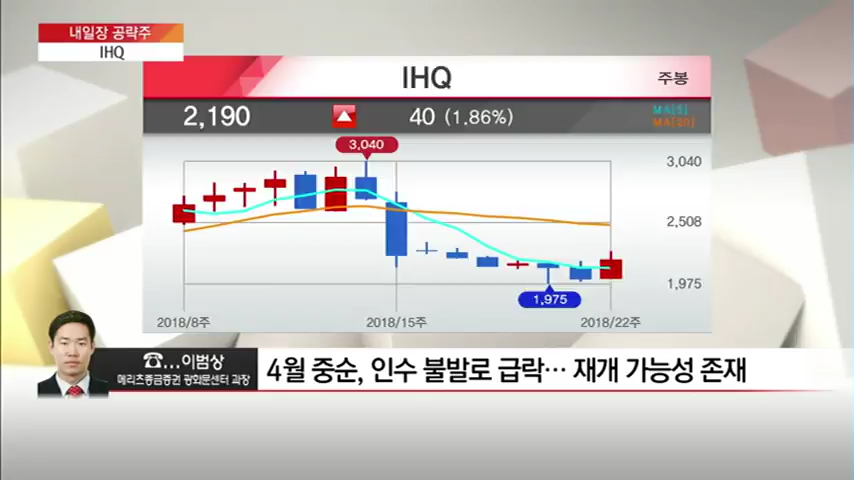 내일장 공략주
IHQ
IHQ
주봉
2,190
40 (1.86%)
MA[5]
MA[20]
3,040
3,040
2,508
1,975
1,975
2018/8주
2018/15주
2018/22주
☎...이범상
메리츠종금증권 광화문센터 과장
4월 중순, 인수 불발로 급락… 재개 가능성 존재